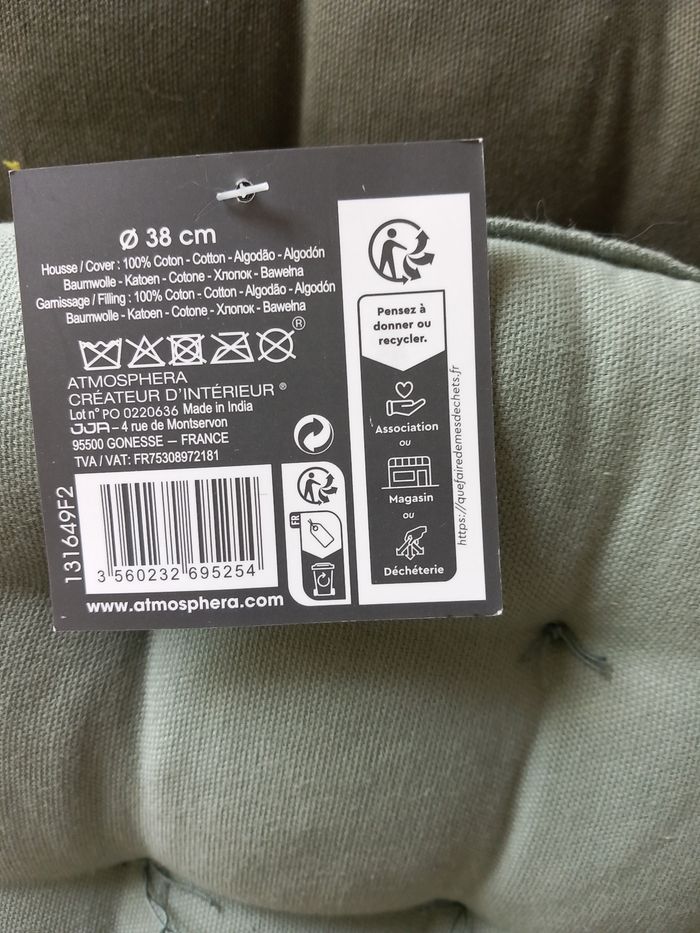 Ø 38 cm
Housse / Cover : 100% Coton - Cotton - Algodão - Algodón
Baumwolle - Katoen - Cotone - Хлопок - Bawełna
Garnissage / Filling : 100% Coton - Cotton - Algodão - Algodón
Baumwolle - Katoen - Cotone - Хлопок - Bawełna
®
ATMOSPHERA
CRÉATEUR D'INTÉRIEUR ®
Lot n° PO 0220636 Made in India
JJA – 4 rue de Montservon
95500 GONESSE – FRANCE
TVA / VAT: FR75308972181
131649F2
3 560232 695254
www.atmosphera.com
FR
Pensez à
donner ou
recycler.
Association
ou
Magasin
ou
Déchèterie
https://quefairedemesdechets.fr